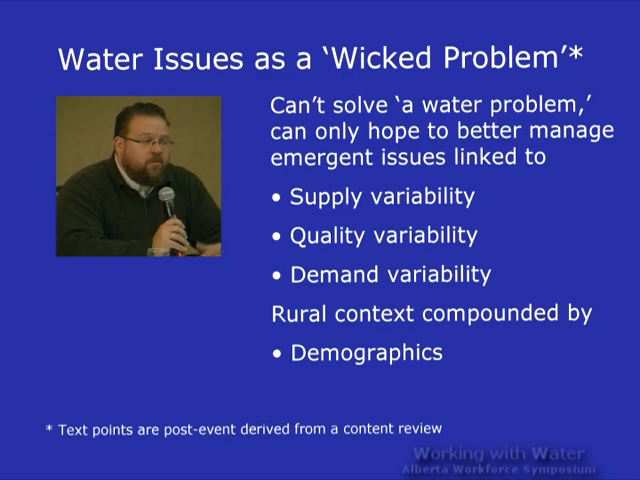 Water Issues as a ‘Wicked Problem’*
Can’t solve ‘a water problem,’
can only hope to better manage
emergent issues linked to
• Supply variability
• Quality variability
• Demand variability
Rural context compounded by
• Demographics
* Text points are post-event derived from a content review
Working with Water
Alberta Workforce Symposium